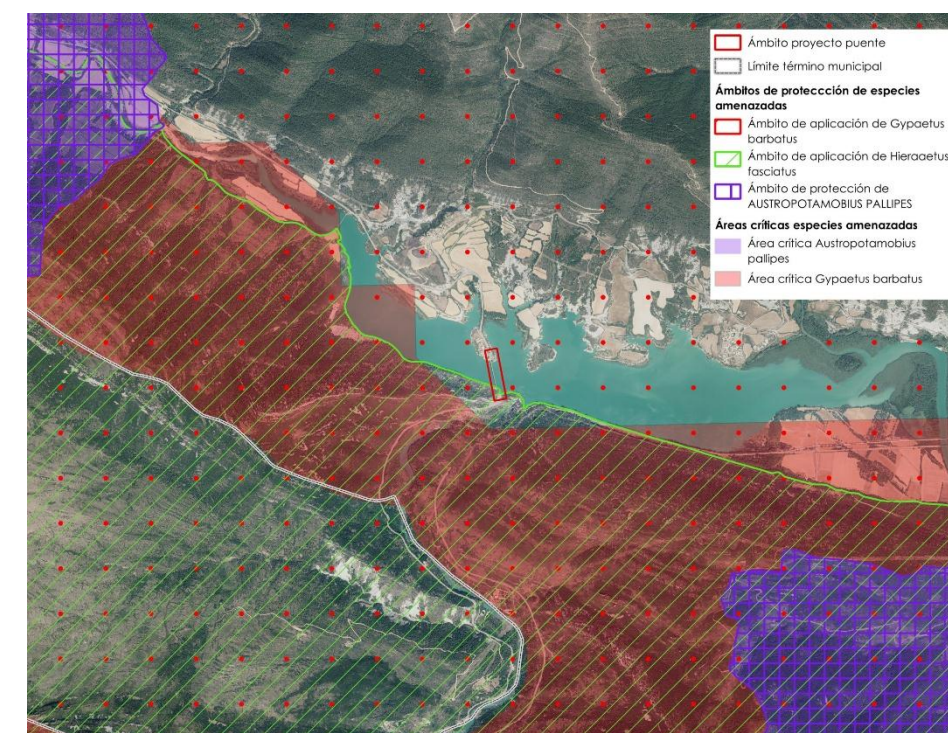 Ámbito proyecto puente
Límite término municipal
Ámbitos de proteccción de especies
amenazadas
Ámbito de aplicación de Gypaetus
barbatus
Ámbito de aplicación de Hieraaetus
fasciatus
Ámbito de protección de
AUSTROPOTAMOBIUS PALLIPES
Áreas críticas especies amenazadas
Área crítica Austropotamobius
pallipes
Área crítica Gypaetus barbatus